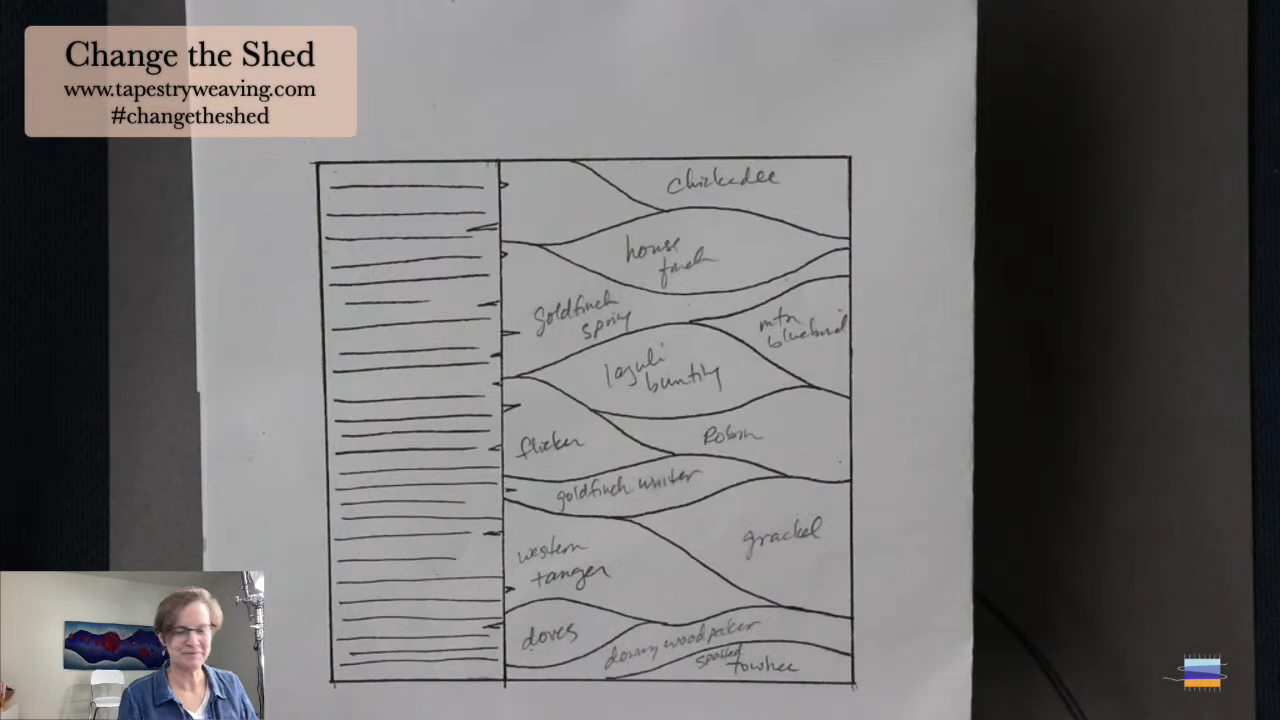 Change the Shed
www.tapestryweaving.com
#changetheshed
chickadee
house
finch
goldfinch
spring
mtn
bluebird
lazuli
bunting
flicker
Robin
goldfinch winter
grackel
western
tanger
doves
downy woodpecker
spotted
towhee